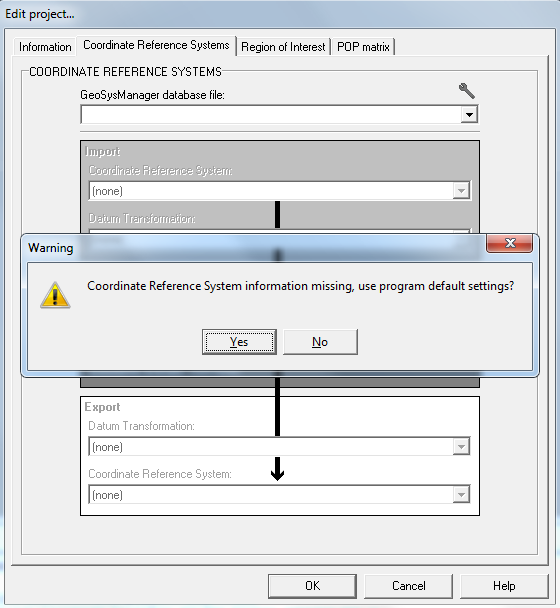 Edit project...
Information Coordinate Reference Systems Region of Interest POP matrix
COORDINATE REFERENCE SYSTEMS
GeoSysManager database file:
Import
Coordinate Reference System:
(none)
Datum Transformation:
Warning
Coordinate Reference System information missing, use program default settings?
Yes No
Export
Datum Transformation:
(none)
Coordinate Reference System:
(none)
OK Cancel Help